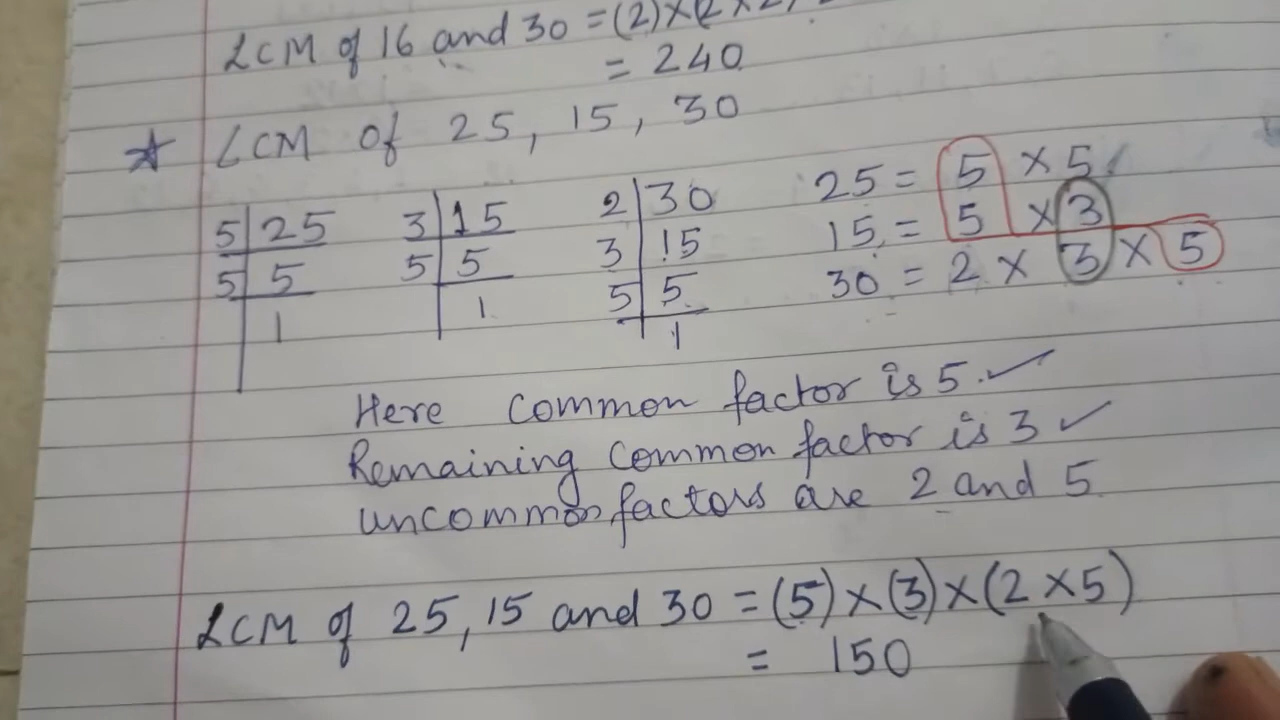 LCM of 16 and 30 = (2)×(2×2
= 240
LCM of 25, 15, 30
5 25 3 15 2 30 25 = 5 × 5
5 5 5 5 3 15 15 = 5 × 3
1 1 5 5 30 = 2 × 3 × 5
1
Here common factor is 5.
Remaining common factor is 3
uncommon factors are 2 and 5
LCM of 25, 15 and 30 = (5)×(3)×(2×5)
= 150